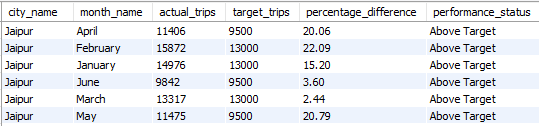 city_name month_name actual_trips target_trips percentage_difference performance_status
Jaipur April 11406 9500 20.06 Above Target
Jaipur February 15872 13000 22.09 Above Target
Jaipur January 14976 13000 15.20 Above Target
Jaipur June 9842 9500 3.60 Above Target
Jaipur March 13317 13000 2.44 Above Target
Jaipur May 11475 9500 20.79 Above Target